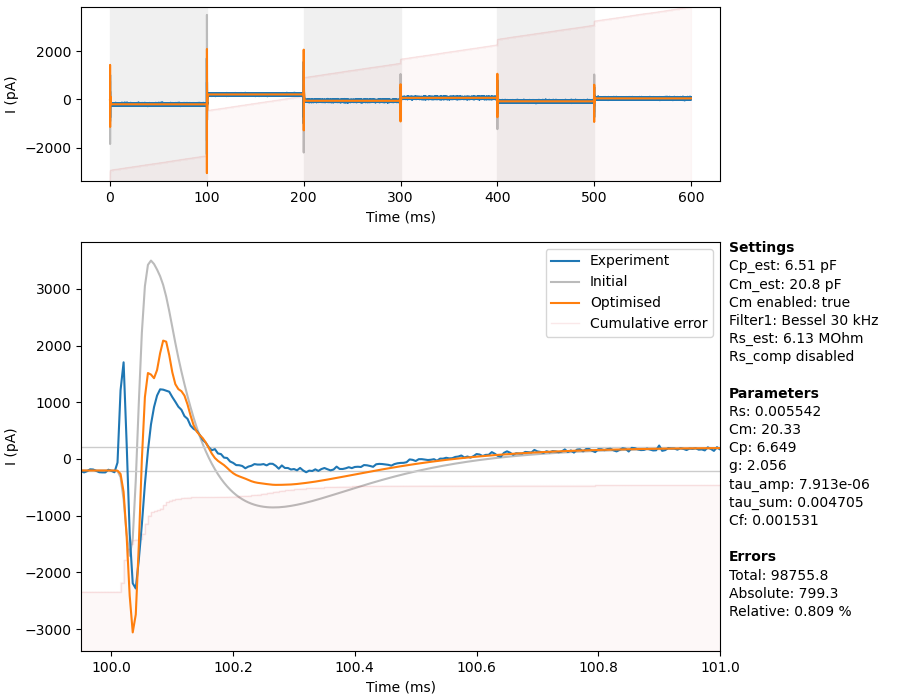 I (pA)
2000
0
−2000
0 100 200 300 400 500 600
Time (ms)
I (pA)
3000
2000
1000
0
−1000
−2000
−3000
100.0 100.2 100.4 100.6 100.8 101.0
Time (ms)
Experiment
Initial
Optimised
Cumulative error
Settings
Cp_est: 6.51 pF
Cm_est: 20.8 pF
Cm enabled: true
Filter1: Bessel 30 kHz
Rs_est: 6.13 MOhm
Rs_comp disabled
Parameters
Rs: 0.005542
Cm: 20.33
Cp: 6.649
g: 2.056
tau_amp: 7.913e-06
tau_sum: 0.004705
Cf: 0.001531
Errors
Total: 98755.8
Absolute: 799.3
Relative: 0.809 %